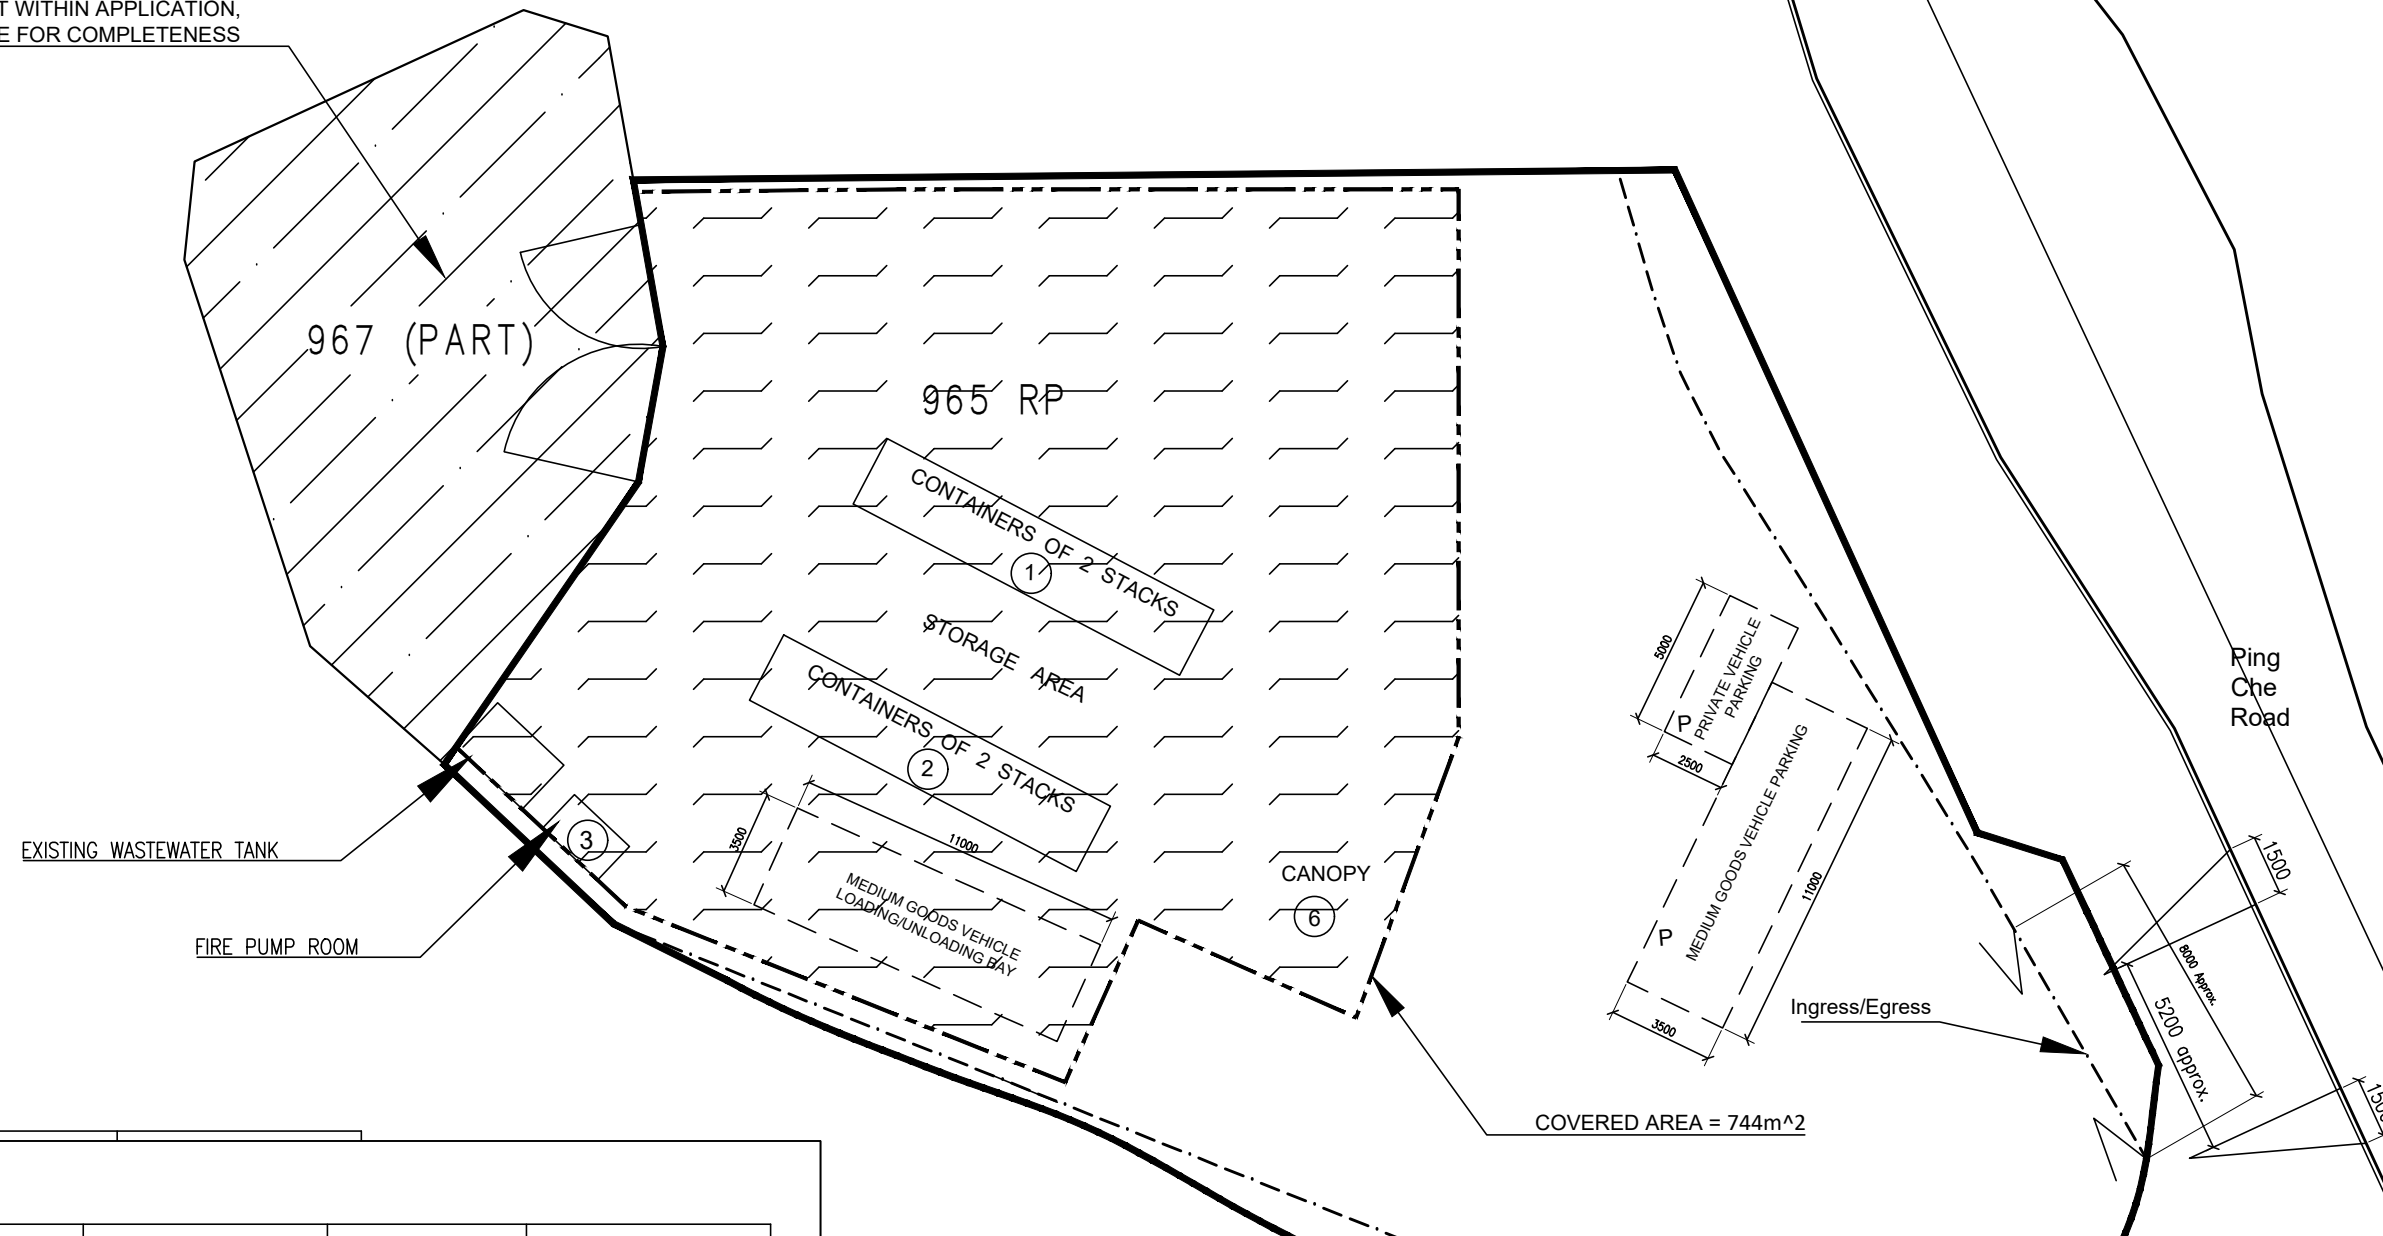 T WITHIN APPLICATION,
E FOR COMPLETENESS
967 (PART)
965 RP
CONTAINERS OF 2 STACKS
1
STORAGE AREA
CONTAINERS OF 2 STACKS
2
3
EXISTING WASTEWATER TANK
FIRE PUMP ROOM
3500
11000
MEDIUM GOODS VEHICLE
LOADING/UNLOADING BAY
CANOPY
6
COVERED AREA = 744m^2
5000
PRIVATE VEHICLE
PARKING
P
2500
MEDIUM GOODS VEHICLE PARKING
P
11000
3500
Ingress/Egress
Ping
Che
Road
1500
8000 Approx.
5200 approx.
1500